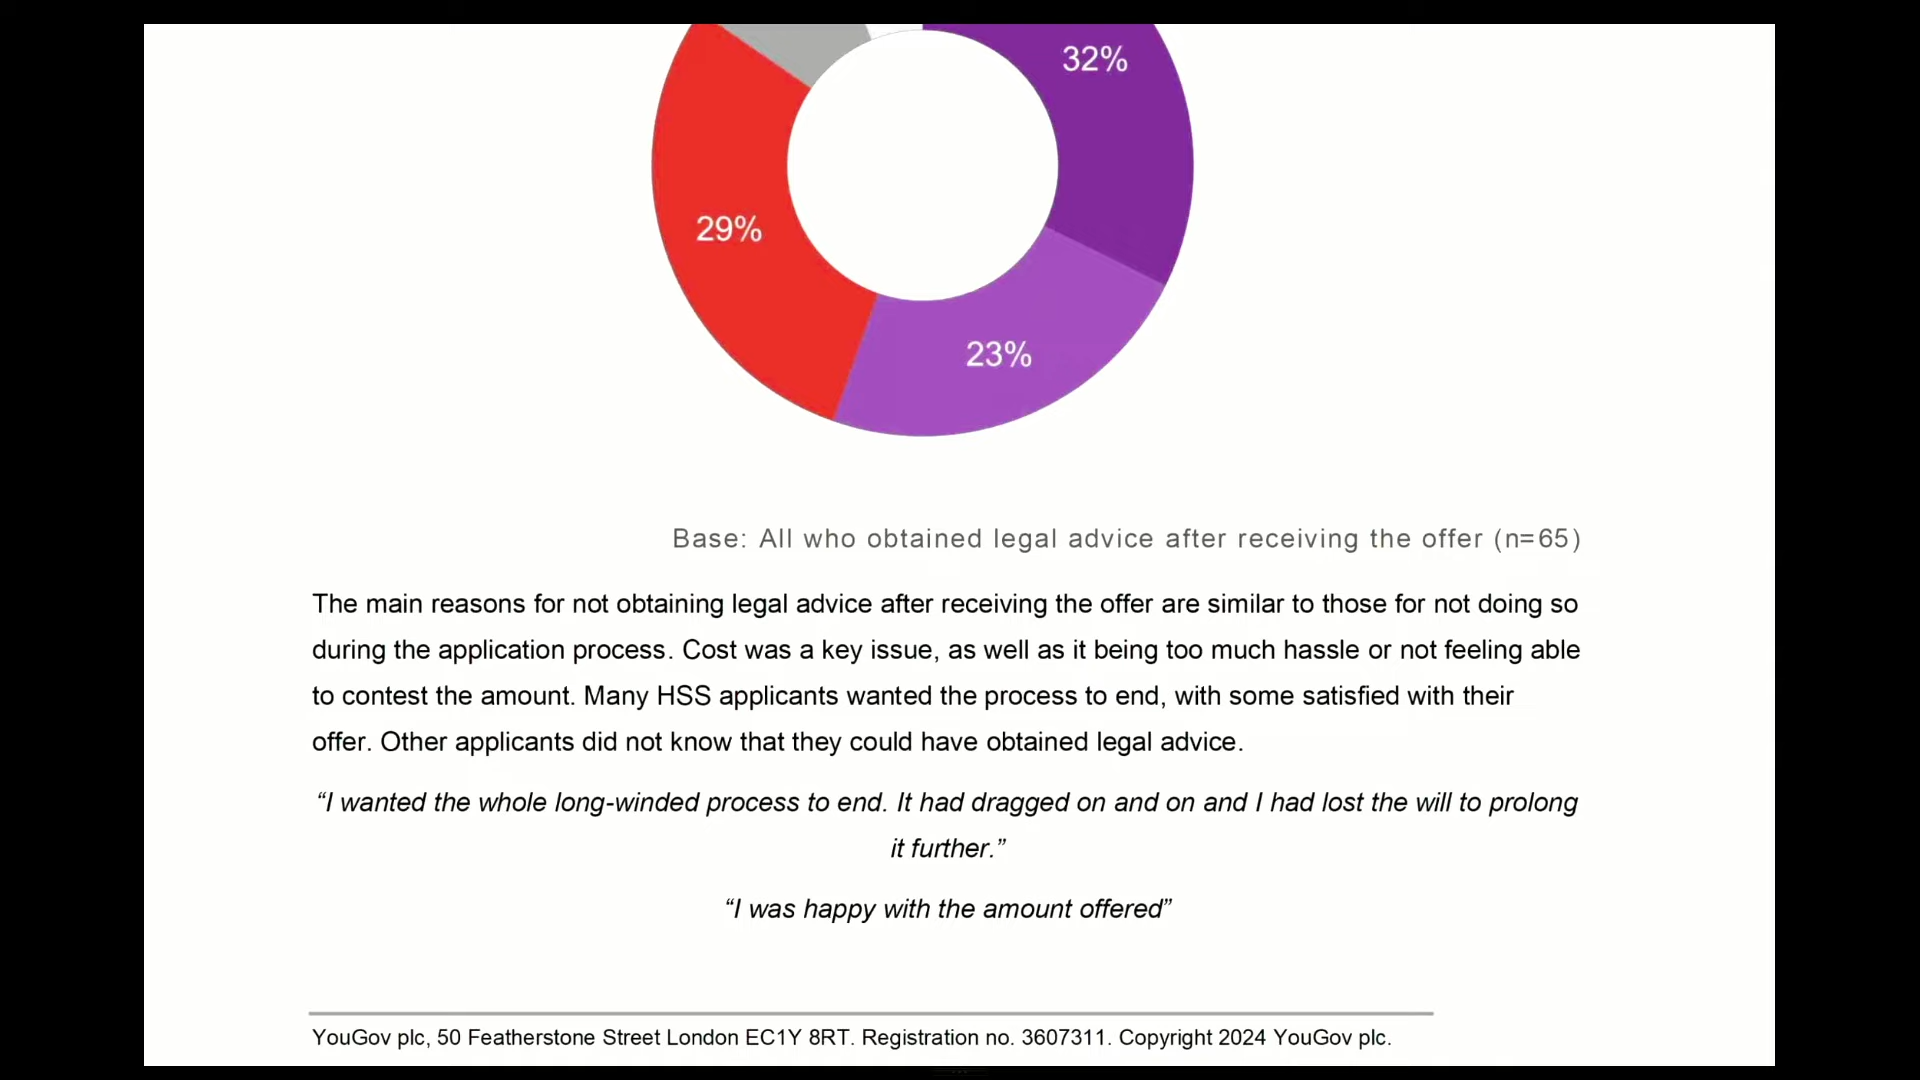 32%
29%
23%
Base: All who obtained legal advice after receiving the offer (n=65)
The main reasons for not obtaining legal advice after receiving the offer are similar to those for not doing so
during the application process. Cost was a key issue, as well as it being too much hassle or not feeling able
to contest the amount. Many HSS applicants wanted the process to end, with some satisfied with their
offer. Other applicants did not know that they could have obtained legal advice.
“I wanted the whole long-winded process to end. It had dragged on and on and I had lost the will to prolong
it further.”
“I was happy with the amount offered”
YouGov plc, 50 Featherstone Street London EC1Y 8RT. Registration no. 3607311. Copyright 2024 YouGov plc.